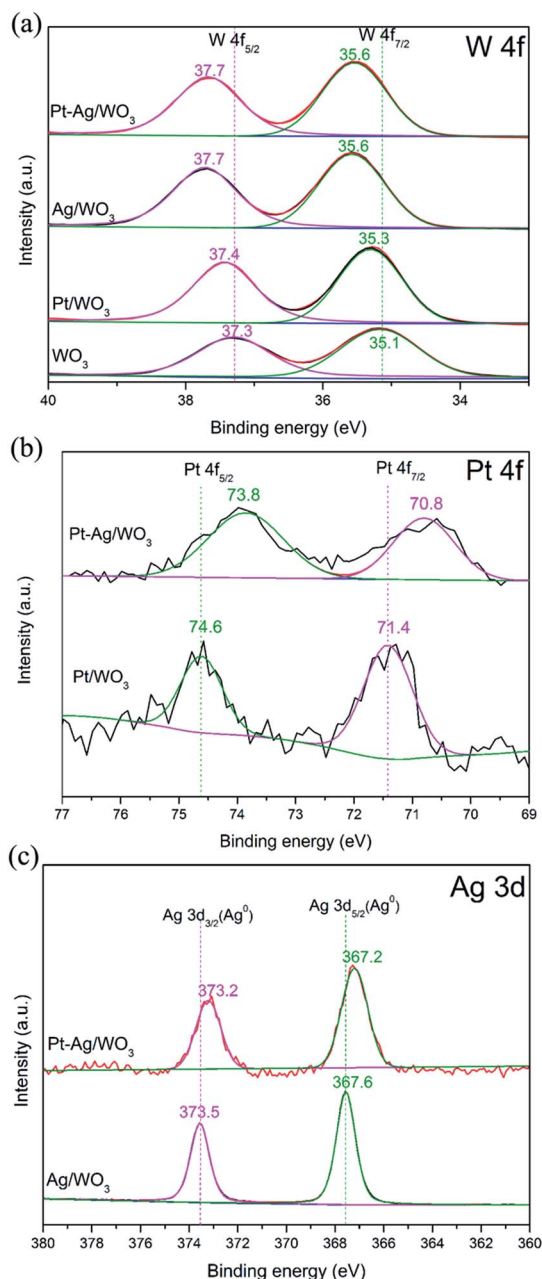 (a)
W 4f
W 4f5/2
W 4f7/2
37.7
35.6
Pt-Ag/WO3
37.7
35.6
Ag/WO3
37.4
35.3
Pt/WO3
37.3
35.1
WO3
Intensity (a.u.)
40 38 36 34
Binding energy (eV)
(b)
Pt 4f
Pt 4f5/2
Pt 4f7/2
73.8
70.8
Pt-Ag/WO3
74.6
71.4
Pt/WO3
Intensity (a.u.)
77 76 75 74 73 72 71 70 69
Binding energy (eV)
(c)
Ag 3d
Ag 3d3/2(Ag0)
Ag 3d5/2(Ag0)
373.2
367.2
Pt-Ag/WO3
373.5
367.6
Ag/WO3
Intensity (a.u.)
380 378 376 374 372 370 368 366 364 362 360
Binding energy (eV)